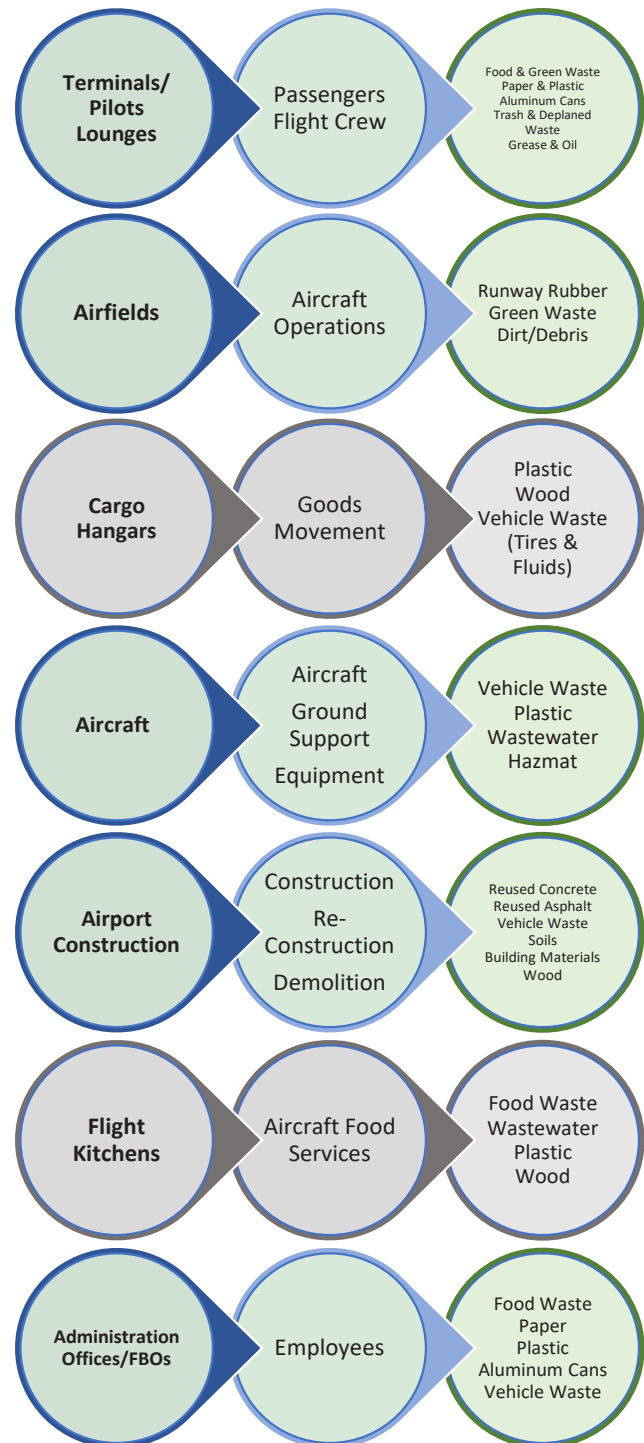 Terminals/
Pilots
Lounges
Passengers
Flight Crew
Food & Green Waste
Paper & Plastic
Aluminum Cans
Trash & Deplaned
Waste
Grease & Oil
Airfields
Aircraft
Operations
Runway Rubber
Green Waste
Dirt/Debris
Cargo
Hangars
Goods
Movement
Plastic
Wood
Vehicle Waste
(Tires &
Fluids)
Aircraft
Aircraft
Ground
Support
Equipment
Vehicle Waste
Plastic
Wastewater
Hazmat
Airport
Construction
Construction
Re-
Construction
Demolition
Reused Concrete
Reused Asphalt
Vehicle Waste
Soils
Building Materials
Wood
Flight
Kitchens
Aircraft Food
Services
Food Waste
Wastewater
Plastic
Wood
Administration
Offices/FBOs
Employees
Food Waste
Paper
Plastic
Aluminum Cans
Vehicle Waste